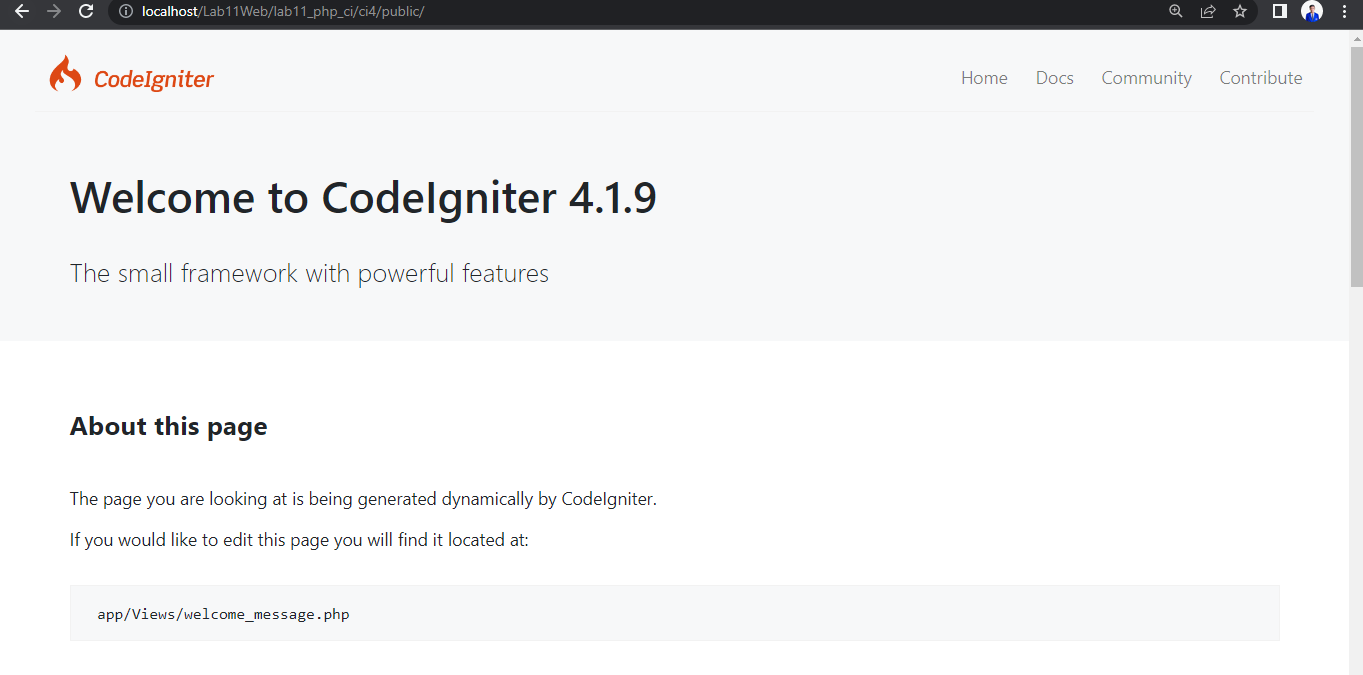 localhost/Lab11Web/lab11_php_ci/ci4/public/
CodeIgniter
Home Docs Community Contribute
Welcome to CodeIgniter 4.1.9
The small framework with powerful features
About this page
The page you are looking at is being generated dynamically by CodeIgniter.
If you would like to edit this page you will find it located at:
app/Views/welcome_message.php